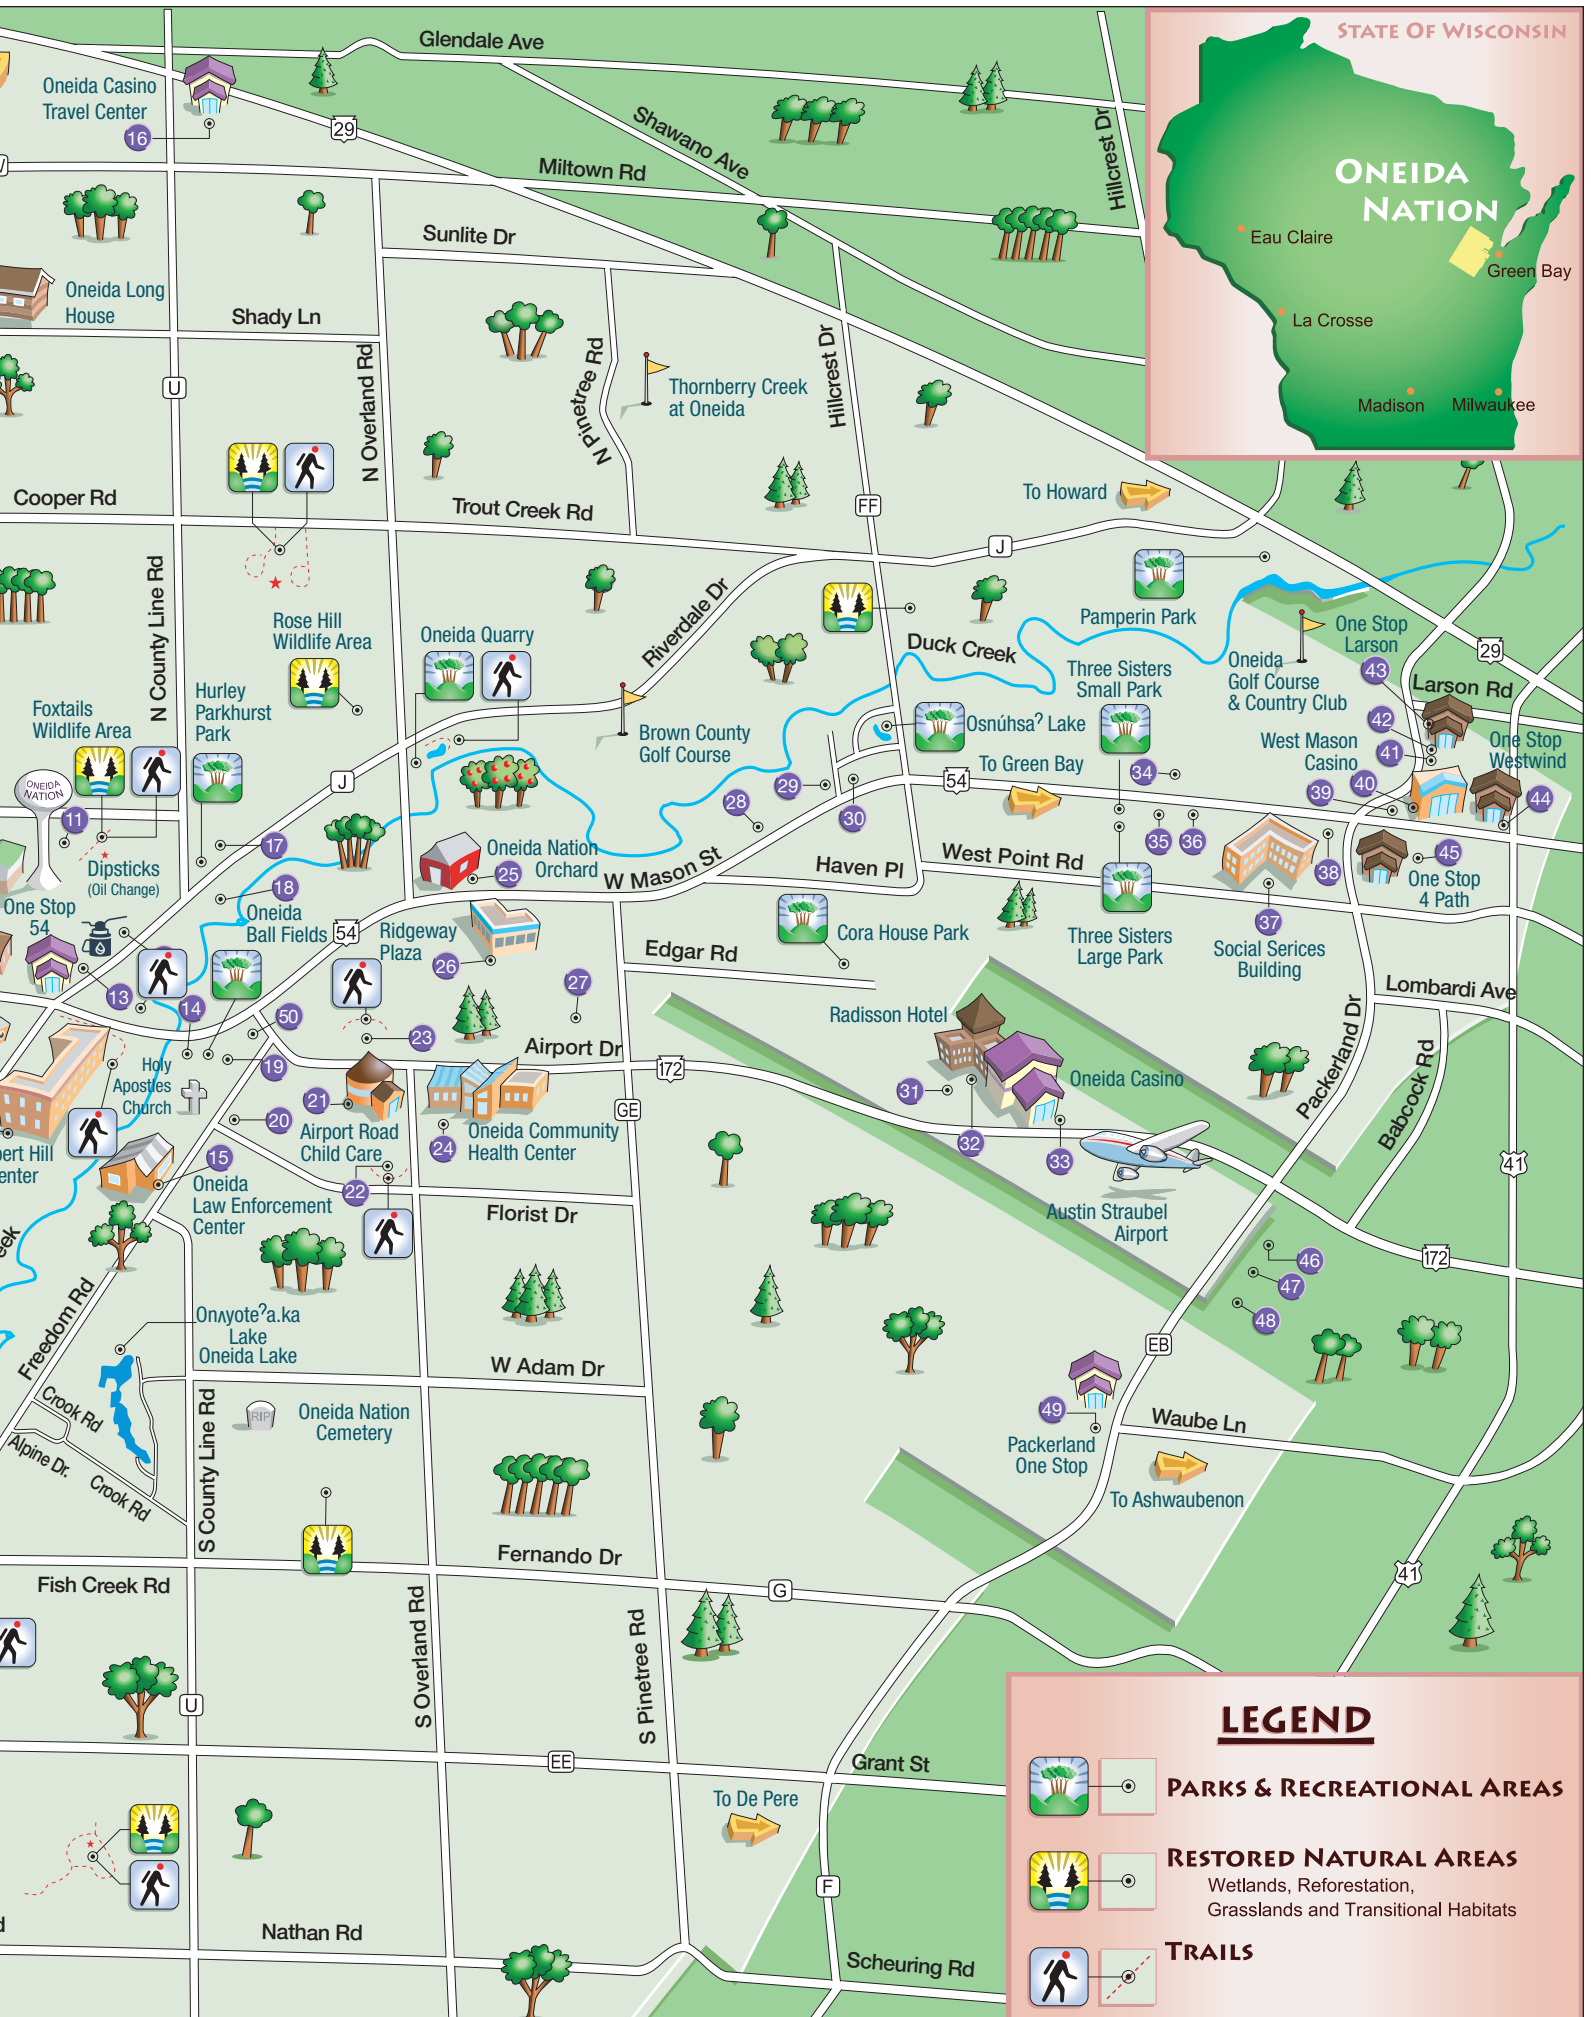 Glendale Ave
STATE OF WISCONSIN
Oneida Casino
Travel Center
16
29
Shawano Ave
Hillcrest Dr
Miltown Rd
ONEIDA
NATION
Eau Claire
Green Bay
La Crosse
Madison
Milwaukee
Sunlite Dr
Oneida Long
House
Shady Ln
U
N Overland Rd
N Pinetree Rd
Thornberry Creek
at Oneida
Hillcrest Dr
Cooper Rd
Trout Creek Rd
FF
To Howard
J
N County Line Rd
Rose Hill
Wildlife Area
Oneida Quarry
Riverdale Dr
Duck Creek
Pamperin Park
Three Sisters
Small Park
Oneida
Golf Course
& Country Club
One Stop
Larson
43
29
Larson Rd
42
41
West Mason
Casino
One Stop
Westwind
39
40
44
Foxtails
Wildlife Area
Hurley
Parkhurst
Park
Brown County
Golf Course
Osnúhsaˀ Lake
To Green Bay
34
54
J
ONEIDA
NATION
11
Dipsticks
(Oil Change)
17
28
29
30
35
36
38
45
One Stop
4 Path
Oneida Nation
Orchard
25
W Mason St
Haven Pl
West Point Rd
One Stop
54
18
Oneida
Ball Fields
54
Ridgeway
Plaza
26
Edgar Rd
Cora House Park
Three Sisters
Large Park
37
Social Serices
Building
13
14
50
27
Lombardi Ave
Radisson Hotel
Packerland Dr
23
Airport Dr
172
Holy
Apostles
Church
19
21
20
Airport Road
Child Care
24
Oneida Community
Health Center
GE
31
Oneida Casino
32
33
Babcock Rd
41
15
Oneida
Law Enforcement
Center
22
Florist Dr
Austin Straubel
Airport
46
47
48
172
Freedom Rd
Onʌyoteˀa.ka
Lake
Oneida Lake
W Adam Dr
EB
Crook Rd
Alpine Dr.
Crook Rd
S County Line Rd
RIP
Oneida Nation
Cemetery
49
Packerland
One Stop
Waube Ln
To Ashwaubenon
Fernando Dr
G
41
Fish Creek Rd
S Overland Rd
S Pinetree Rd
U
EE
Grant St
To De Pere
F
Nathan Rd
Scheuring Rd
LEGEND
PARKS & RECREATIONAL AREAS
RESTORED NATURAL AREAS
Wetlands, Reforestation,
Grasslands and Transitional Habitats
TRAILS